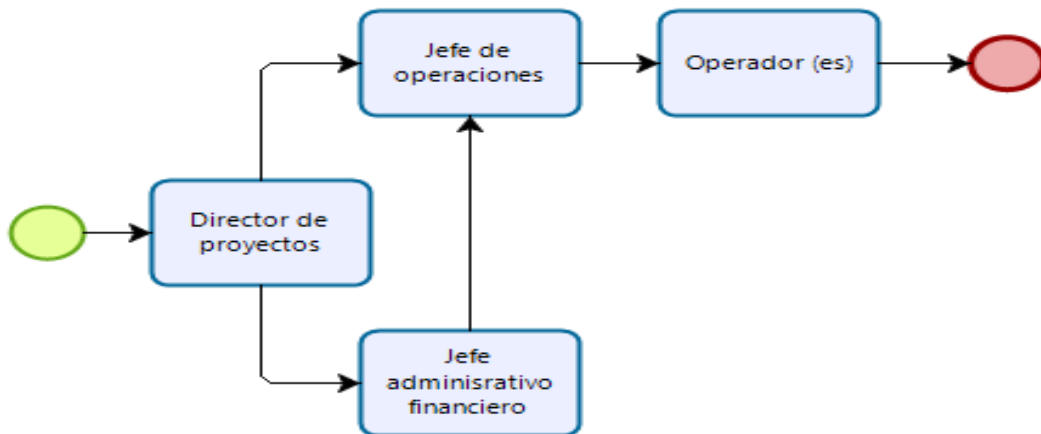 Jefe de
operaciones
Operador (es)
Director de
proyectos
Jefe
adminisrativo
financiero